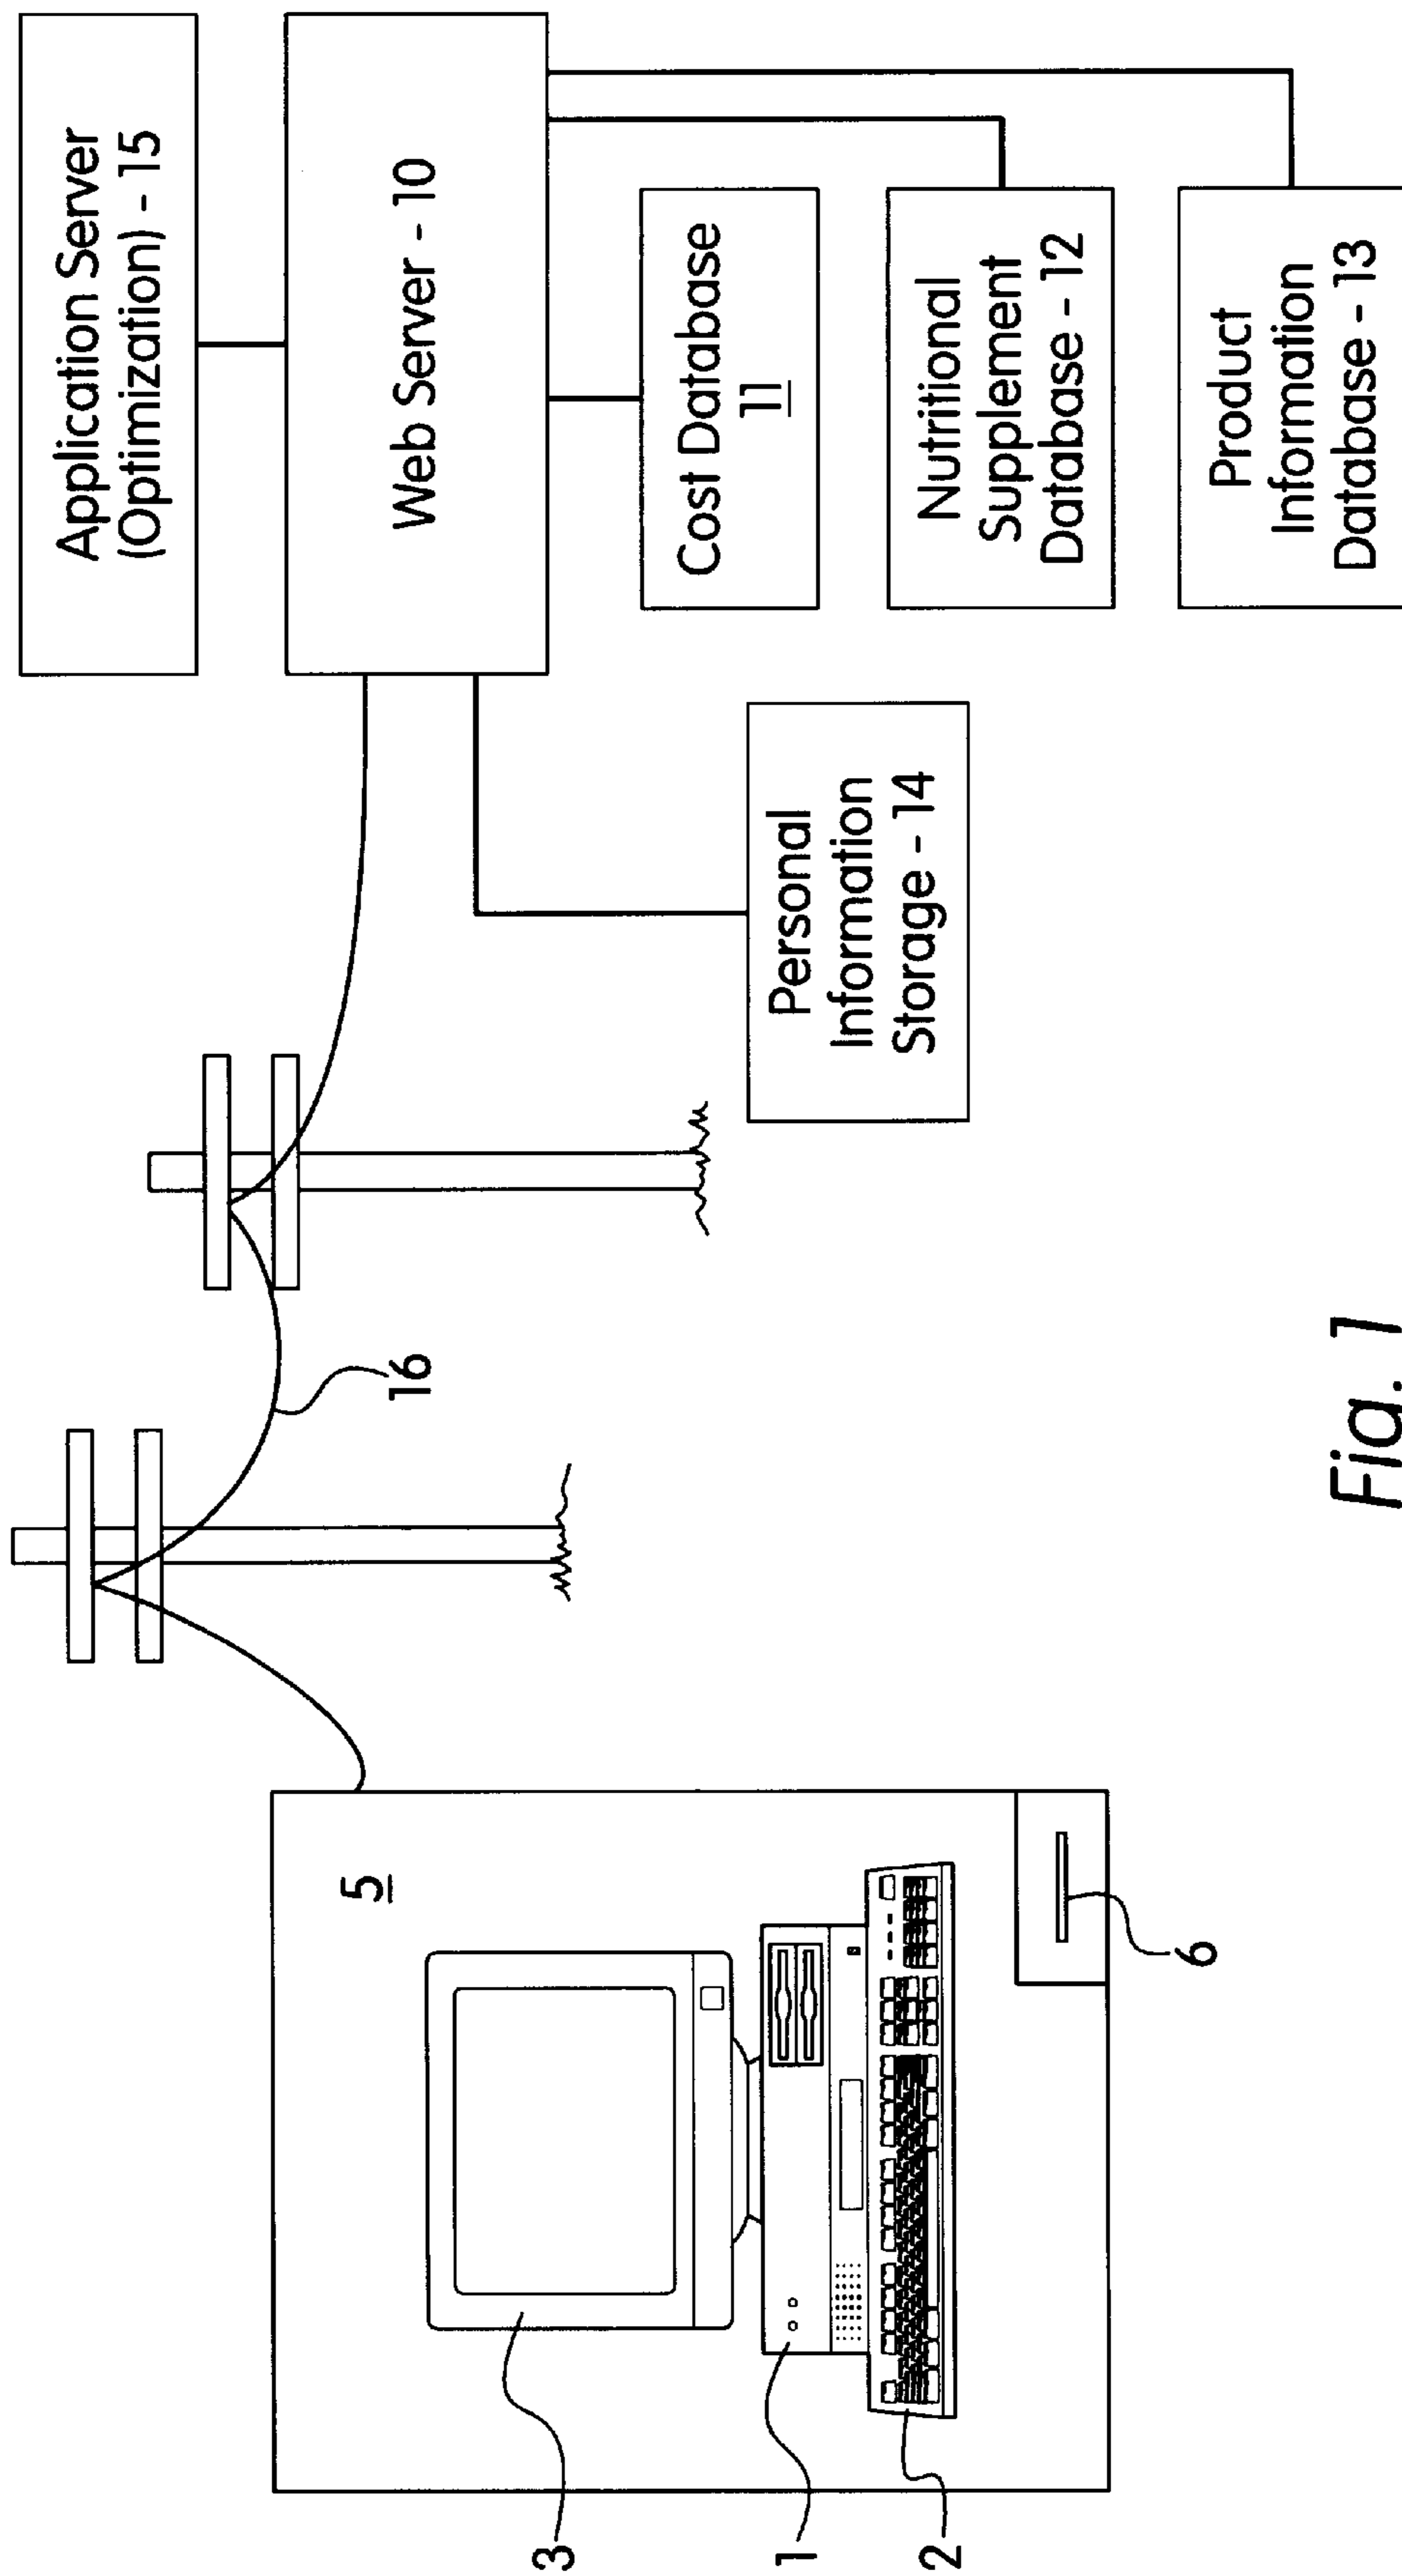 Application Server
(Optimization) - 15
Web Server - 10
Cost Database
11
Nutritional
Supplement
Database - 12
Product
Information
Database - 13
Personal
Information
Storage - 14
16
5
6
3
1
2
Fig. 1